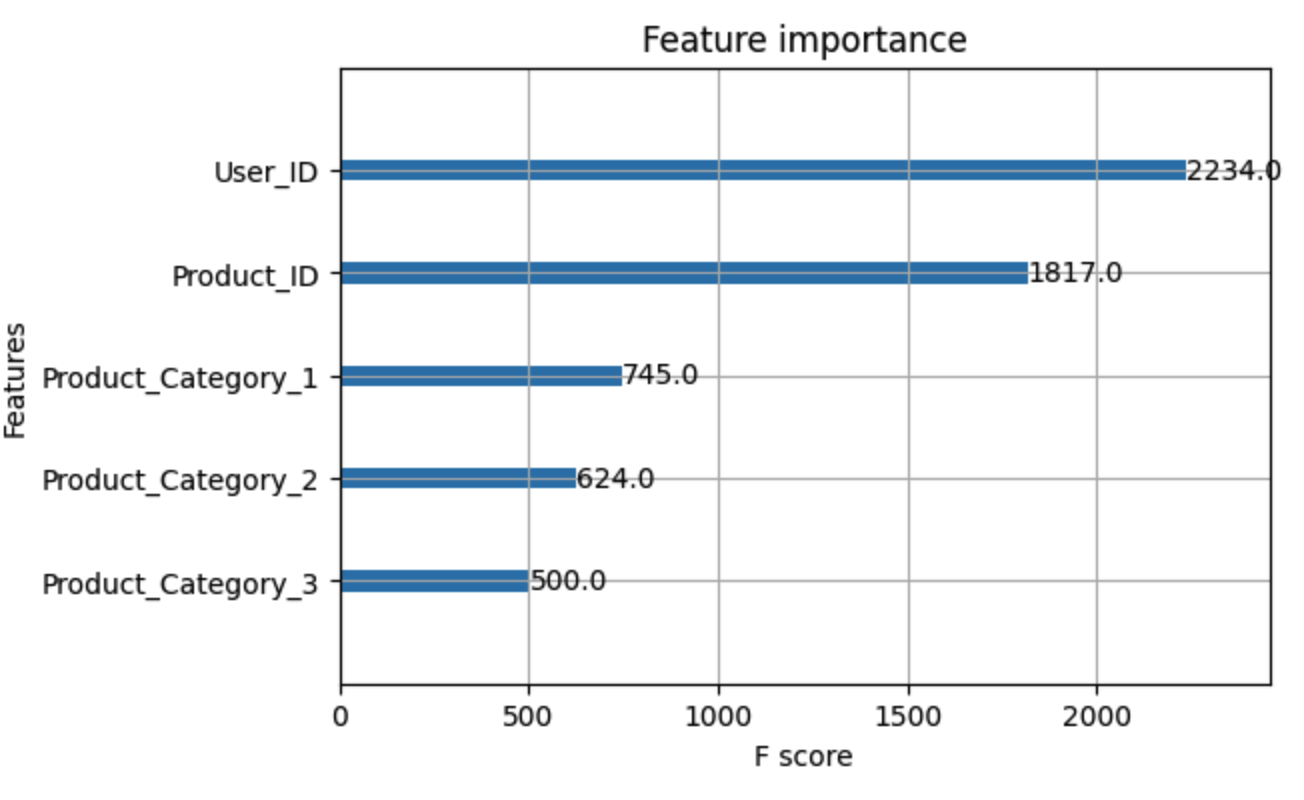 Feature importance
User_ID 2234.0
Product_ID 1817.0
Features
Product_Category_1 745.0
Product_Category_2 624.0
Product_Category_3 500.0
0 500 1000 1500 2000
F score